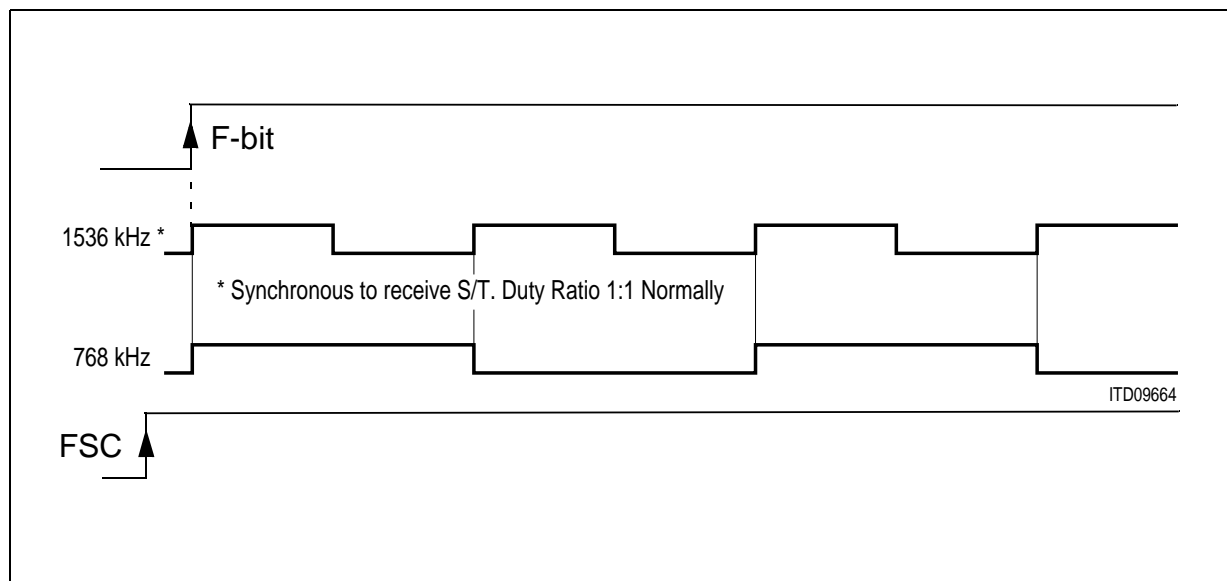 F-bit
1536 kHz *
* Synchronous to receive S/T. Duty Ratio 1:1 Normally
768 kHz
ITD09664
FSC